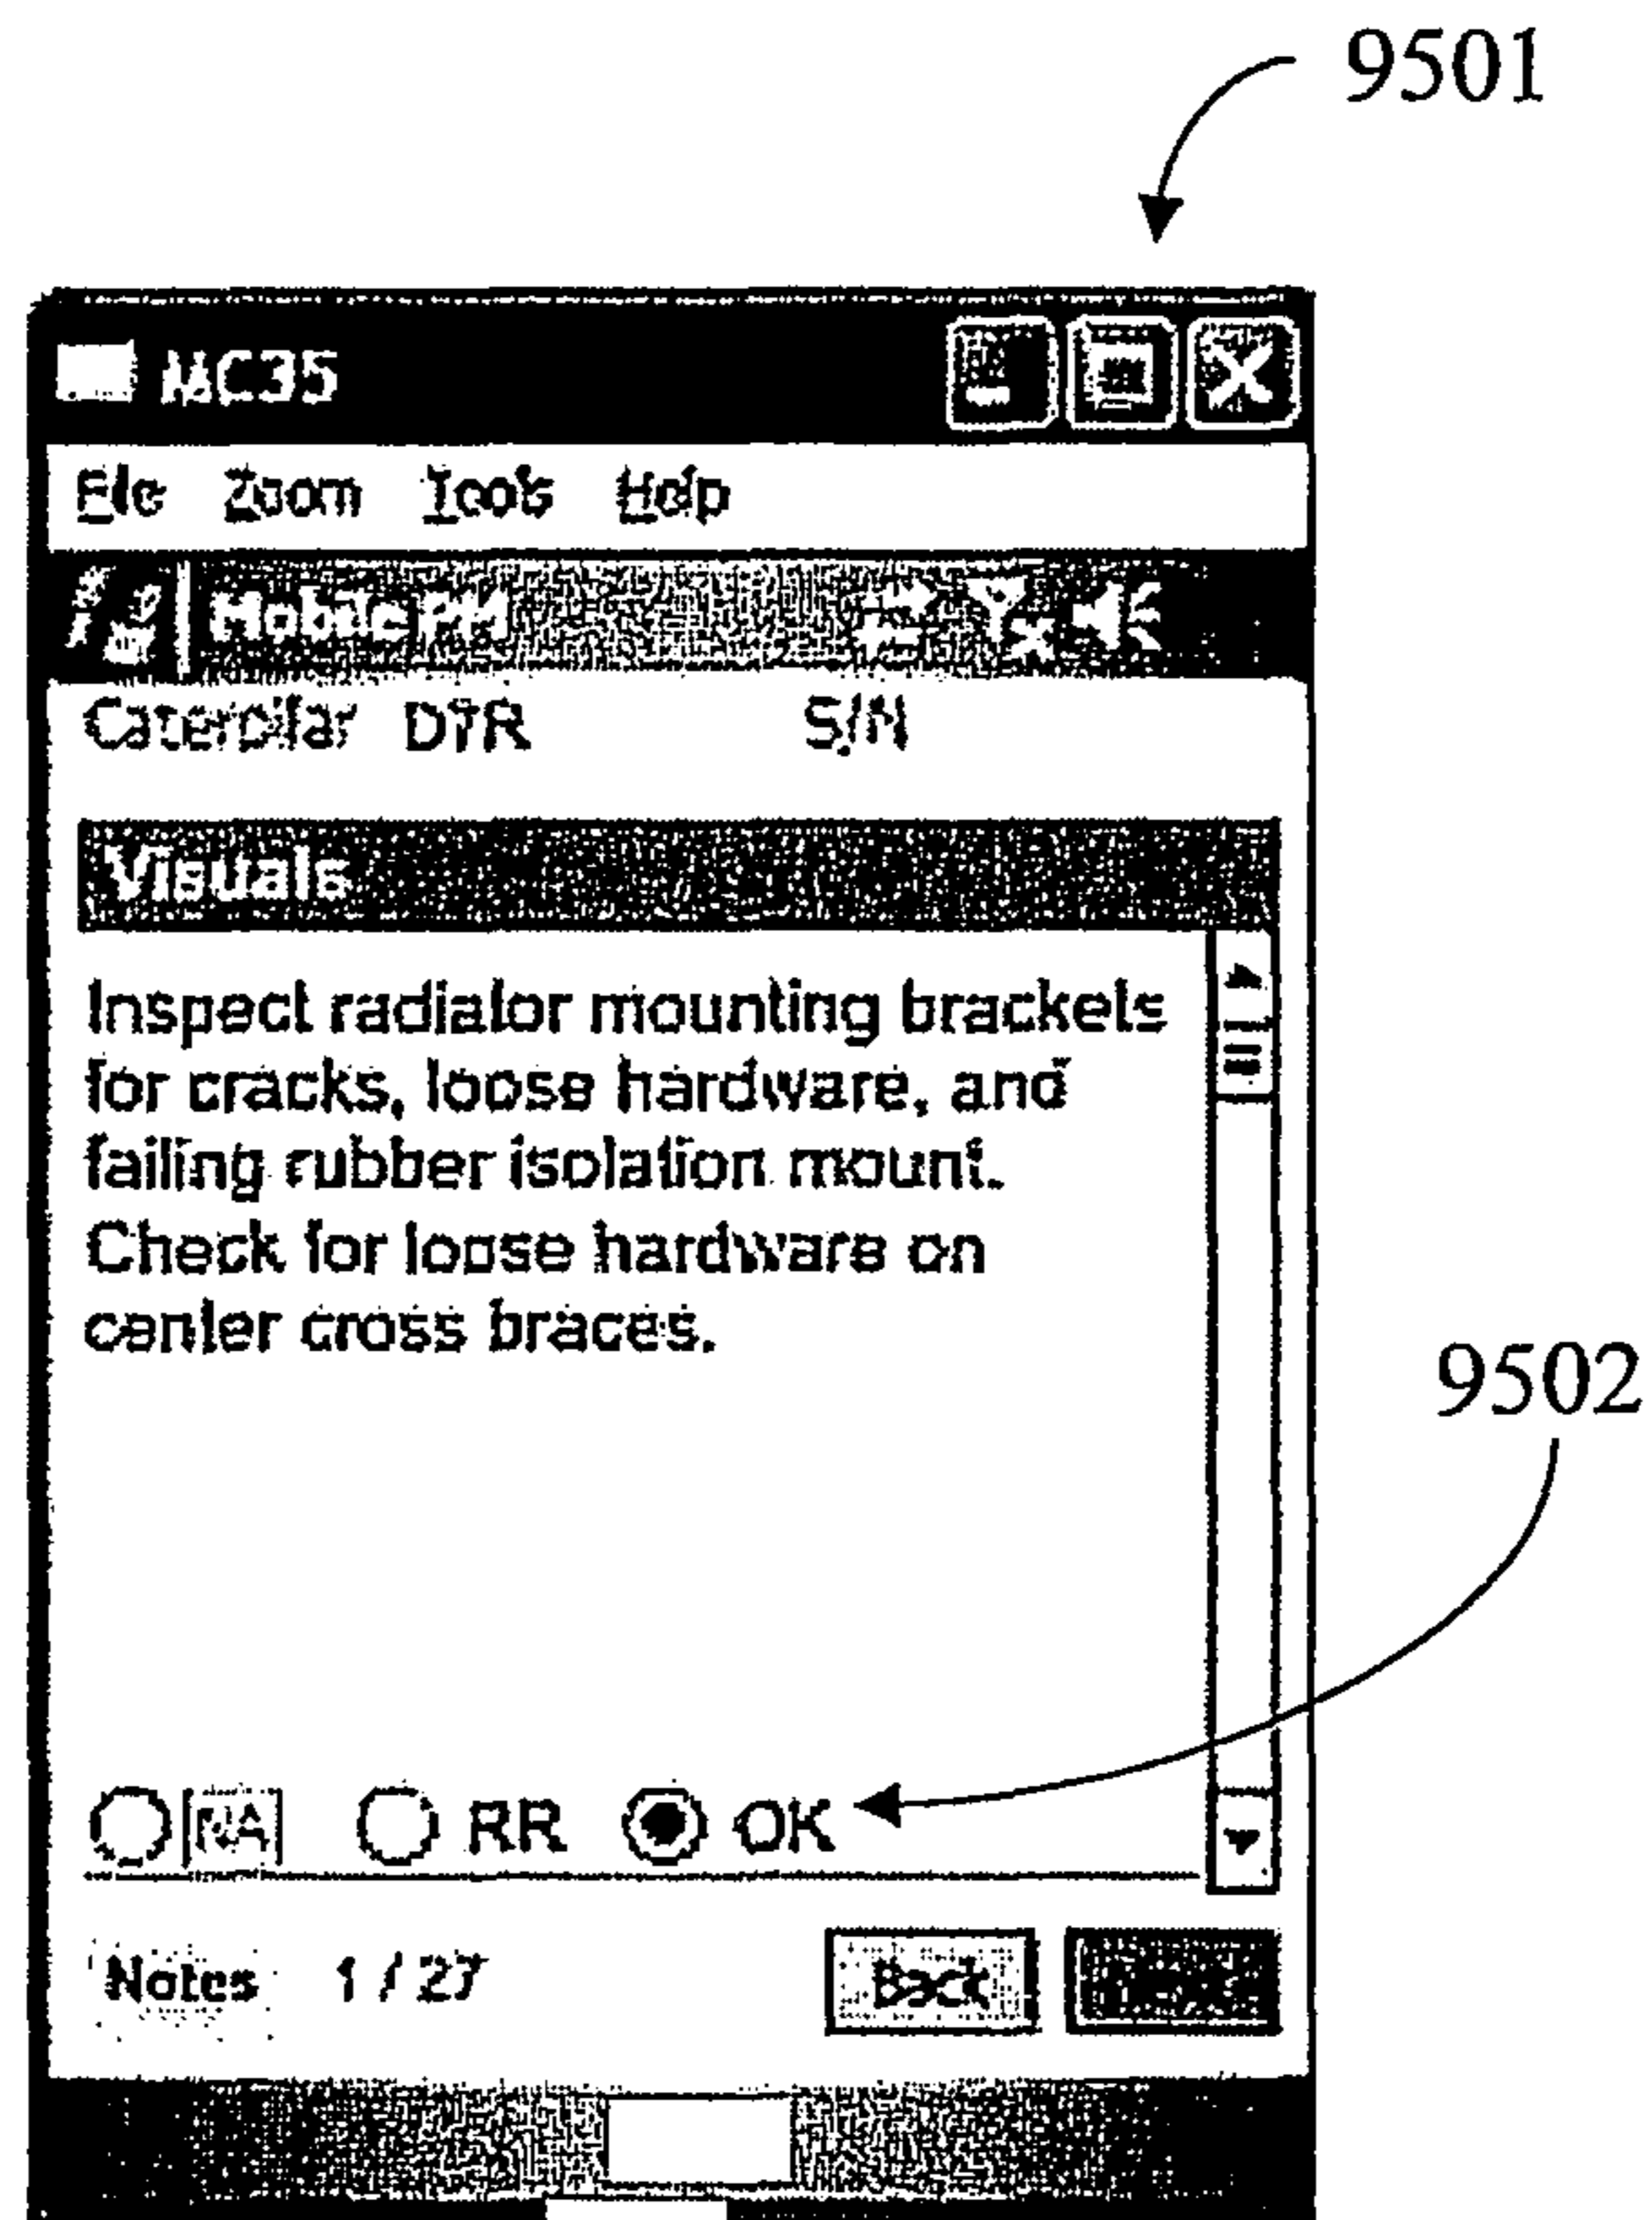 9501
MC35
File Zoom Tools Help
Mobile PM
Caterpillar D7R S/N
Visuals
Inspect radiator mounting brackets
for cracks, loose hardware, and
failing rubber isolation mount.
Check for loose hardware on
center cross braces.
9502
NA RR OK
Notes 1 / 27 Back